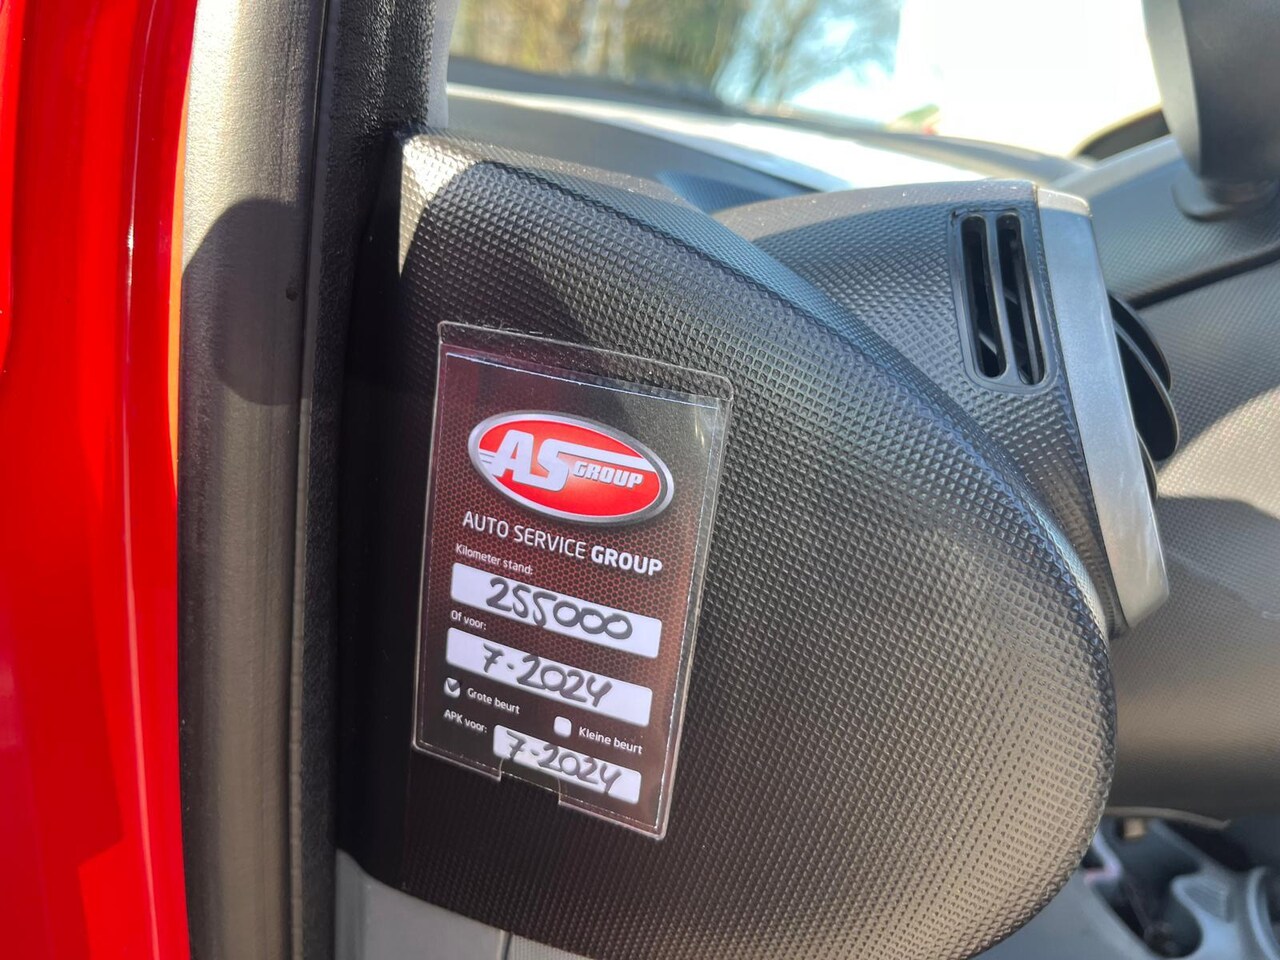 AS GROUP
AUTO SERVICE GROUP
Kilometer stand:
255000
Of voor:
7-2024
Grote beurt
Kleine beurt
APK voor:
7-2024